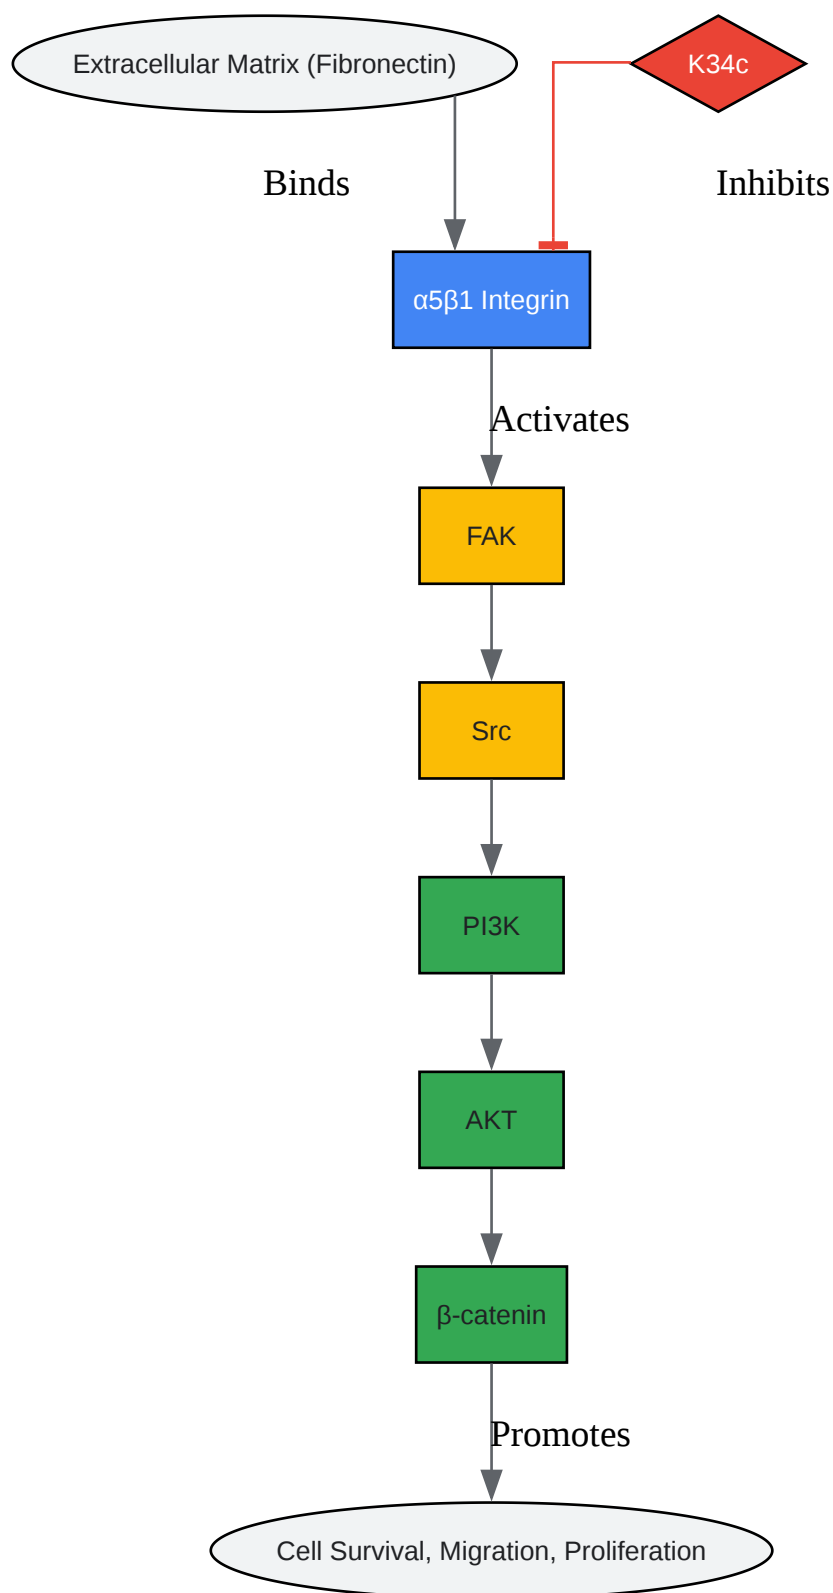 Extracellular Matrix (Fibronectin)
K34c
Binds
Inhibits
α5β1 Integrin
Activates
FAK
Src
PI3K
AKT
β-catenin
Promotes
Cell Survival, Migration, Proliferation